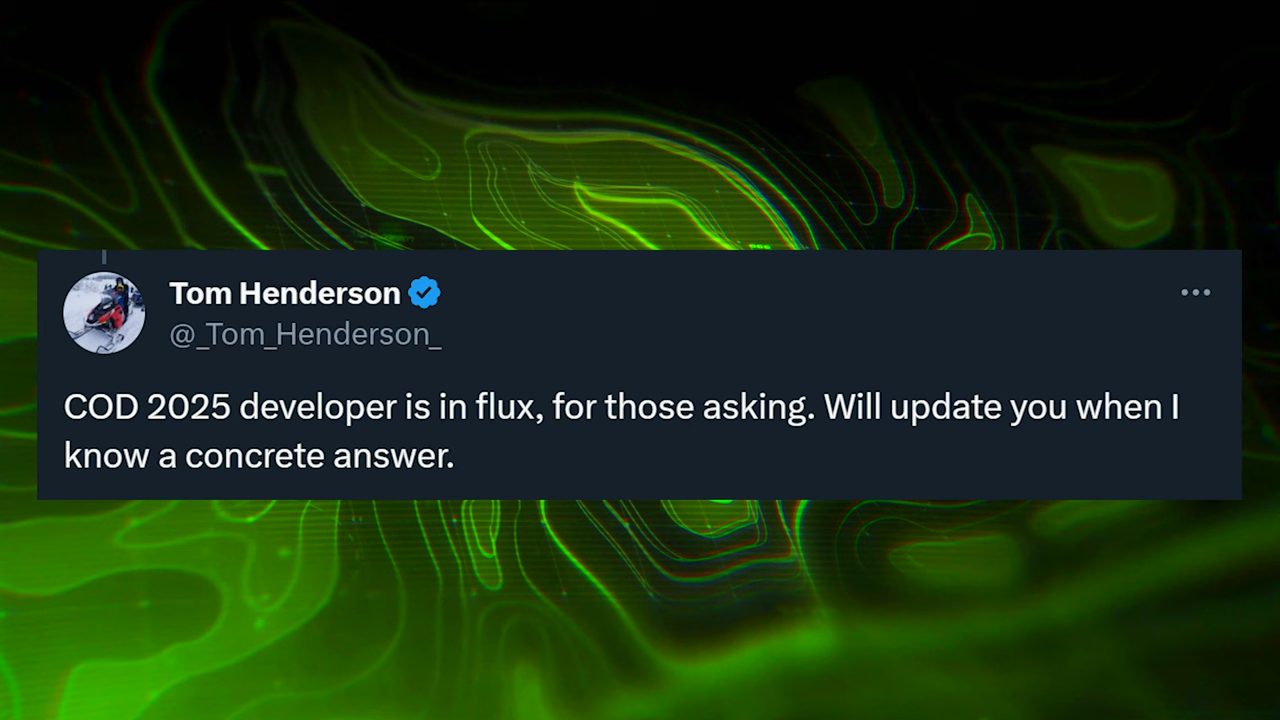 Tom Henderson
@_Tom_Henderson_
COD 2025 developer is in flux, for those asking. Will update you when I
know a concrete answer.